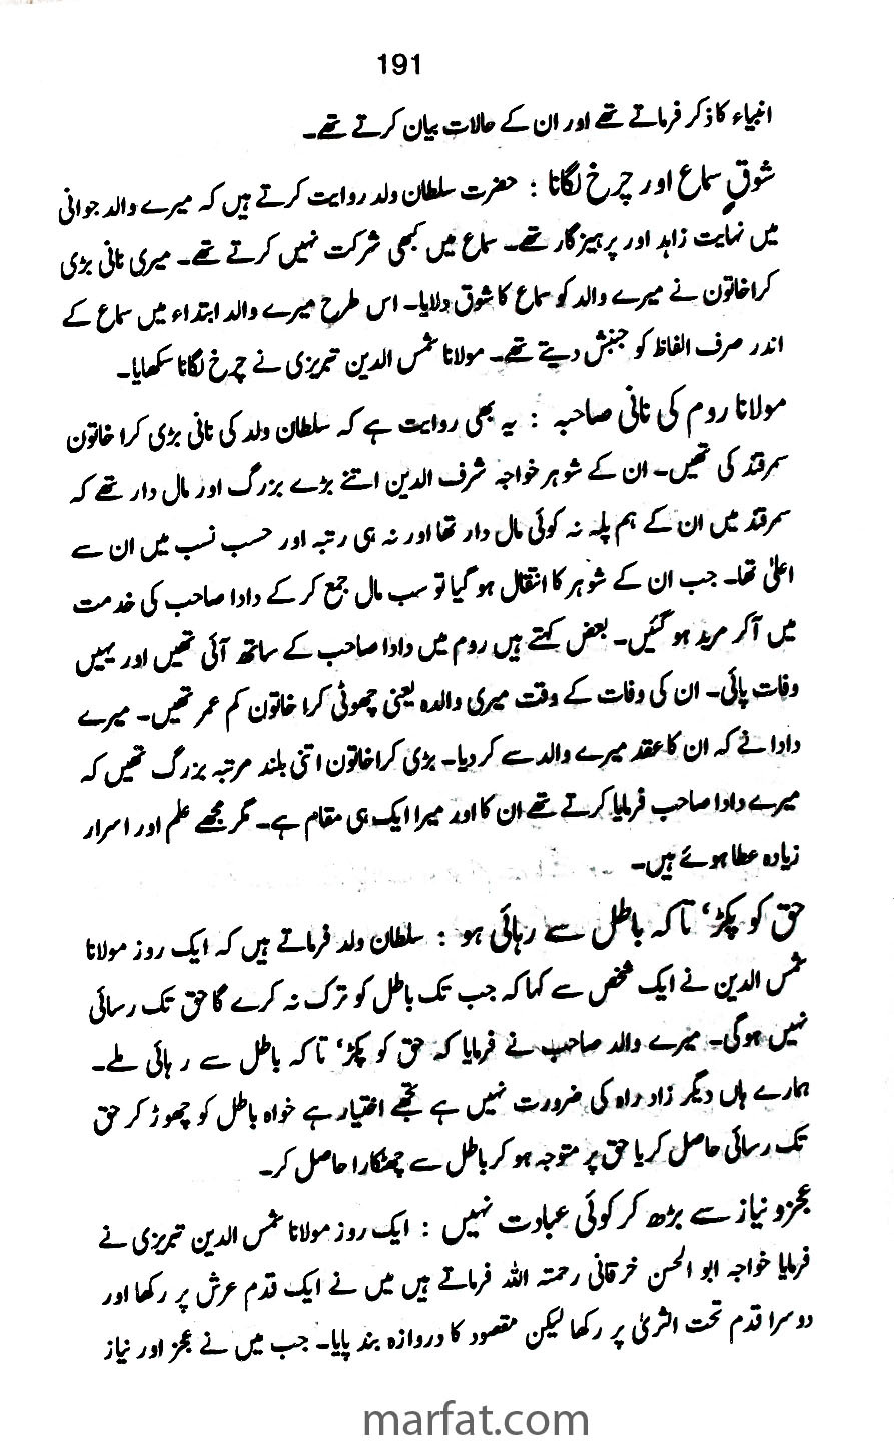 191
انبیاء کا ذکر فرماتے تھے اور ان کے حالات بیان کرتے تھے۔
شوقِ سماع اور چرخ لگانا : حضرت سلطان ولد روایت کرتے ہیں کہ میرے والد جوانی
میں نہایت زاہد اور پرہیزگار تھے۔ سماع میں کبھی شرکت نہیں کرتے تھے۔ میری نانی بڑی
کراخاتون نے میرے والد کو سماع کا شوق دلایا۔ اس طرح میرے والد ابتداء میں سماع کے
اندر صرف الفاظ کو جنبش دیتے تھے۔ مولانا شمس الدین تبریزی نے چرخ لگانا سکھایا۔
مولانا روم کی نانی صاحبہ : یہ بھی روایت ہے کہ سلطان ولد کی نانی بڑی کرا خاتون
سمرقند کی تھیں۔ ان کے شوہر خواجہ شرف الدین اتنے بڑے بزرگ اور مال دار تھے کہ
سمرقند میں ان کے ہم پلہ نہ کوئی مال دار تھا اور نہ ہی رتبہ اور حسب نسب میں ان سے
اعلیٰ تھا۔ جب ان کے شوہر کا انتقال ہو گیا تو سب مال جمع کر کے دادا صاحب کی خدمت
میں آکر مرید ہو گئیں۔ بعض کہتے ہیں روم میں دادا صاحب کے ساتھ آئی تھیں اور یہیں
وفات پائی۔ ان کی وفات کے وقت میری والدہ یعنی چھوٹی کرا خاتون کم عمر تھیں۔ میرے
دادا نے کہ ان کا عقد میرے والد سے کر دیا۔ بڑی کراخاتون اتنی بلند مرتبہ بزرگ تھیں کہ
میرے دادا صاحب فرمایا کرتے تھے ان کا اور میرا ایک ہی مقام ہے۔ مگر مجھے علم اور اسرار
زیادہ عطا ہوئے ہیں۔
حق کو پکڑ، تاکہ باطل سے رہائی ہو : سلطان ولد فرماتے ہیں کہ ایک روز مولانا
شمس الدین نے ایک شخص سے کہا کہ جب تک باطل کو ترک نہ کرے گا حق تک رسائی
نہیں ہوگی۔ میرے والد صاحب نے فرمایا کہ حق کو پکڑ، تاکہ باطل سے رہائی ملے۔
ہمارے ہاں دیگر زاد راہ کی ضرورت نہیں ہے تجھے اختیار ہے خواہ باطل کو چھوڑ کر حق
تک رسائی حاصل کر یا حق پر متوجہ ہو کر باطل سے چھٹکارا حاصل کر۔
عجزو نیاز سے بڑھ کر کوئی عبادت نہیں : ایک روز مولانا شمس الدین تبریزی نے
فرمایا خواجہ ابو الحسن خرقانی رحمتہ اللہ فرماتے ہیں میں نے ایک قدم عرش پر رکھا اور
دوسرا قدم تحت الثریٰ پر رکھا لیکن مقصود کا دروازہ بند پایا۔ جب میں نے عجز اور نیاز
marfat.com